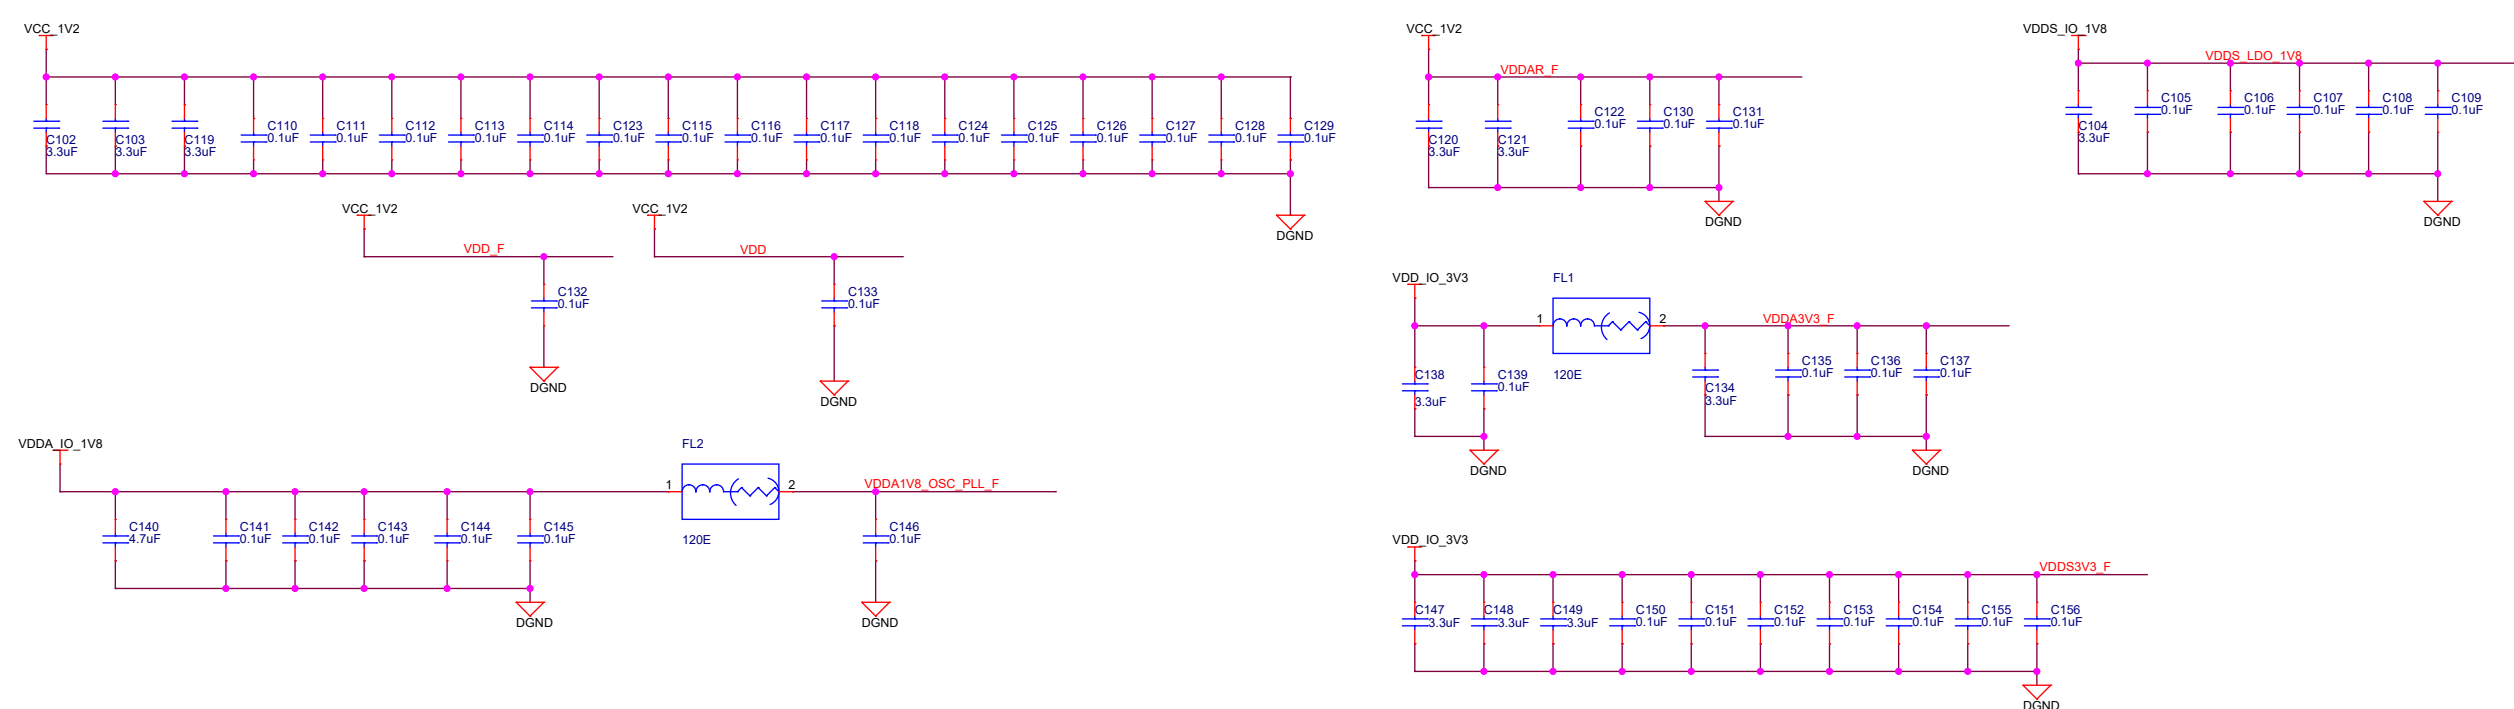 VCC_1V2
C102
3.3uF
C103
3.3uF
C119
3.3uF
C110
0.1uF
C111
0.1uF
C112
0.1uF
C113
0.1uF
C114
0.1uF
C123
0.1uF
C115
0.1uF
C116
0.1uF
C117
0.1uF
C118
0.1uF
C124
0.1uF
C125
0.1uF
C126
0.1uF
C127
0.1uF
C128
0.1uF
C129
0.1uF
DGND
VCC_1V2
VDDAR_F
C120
3.3uF
C121
3.3uF
C122
0.1uF
C130
0.1uF
C131
0.1uF
DGND
VDDS_IO_1V8
VDDS_LDO_1V8
C104
3.3uF
C105
0.1uF
C106
0.1uF
C107
0.1uF
C108
0.1uF
C109
0.1uF
DGND
VCC_1V2
VDD_F
C132
0.1uF
DGND
VCC_1V2
VDD
C133
0.1uF
DGND
VDD_IO_3V3
FL1
1
2
120E
VDDA3V3_F
C138
3.3uF
C139
0.1uF
DGND
C134
3.3uF
C135
0.1uF
C136
0.1uF
C137
0.1uF
DGND
VDDA_IO_1V8
FL2
1
2
120E
VDDA1V8_OSC_PLL_F
C140
4.7uF
C141
0.1uF
C142
0.1uF
C143
0.1uF
C144
0.1uF
C145
0.1uF
DGND
C146
0.1uF
DGND
VDD_IO_3V3
VDDS3V3_F
C147
3.3uF
C148
3.3uF
C149
3.3uF
C150
0.1uF
C151
0.1uF
C152
0.1uF
C153
0.1uF
C154
0.1uF
C155
0.1uF
C156
0.1uF
DGND